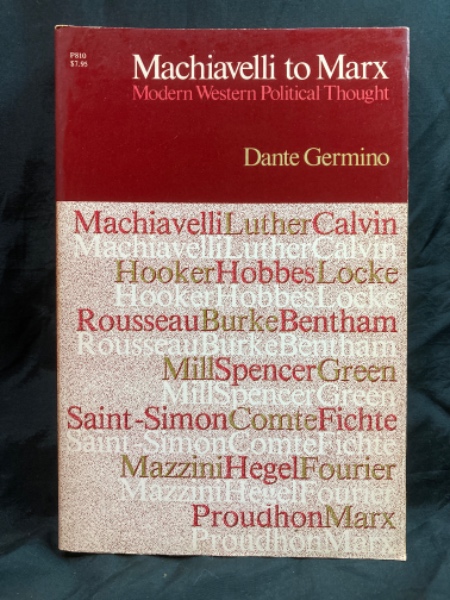 P810
$7.95
Machiavelli to Marx
Modern Western Political Thought
Dante Germino
MachiavelliLutherCalvin
MachiavelliLutherCalvin
HookerHobbesLocke
HookerHobbesLocke
RousseauBurkeBentham
RousseauBurkeBentham
MillSpencerGreen
MillSpencerGreen
Saint-SimonComteFichte
Saint-SimonComteFichte
MazziniHegelFourier
MazziniHegelFourier
ProudhonMarx
ProudhonMarx